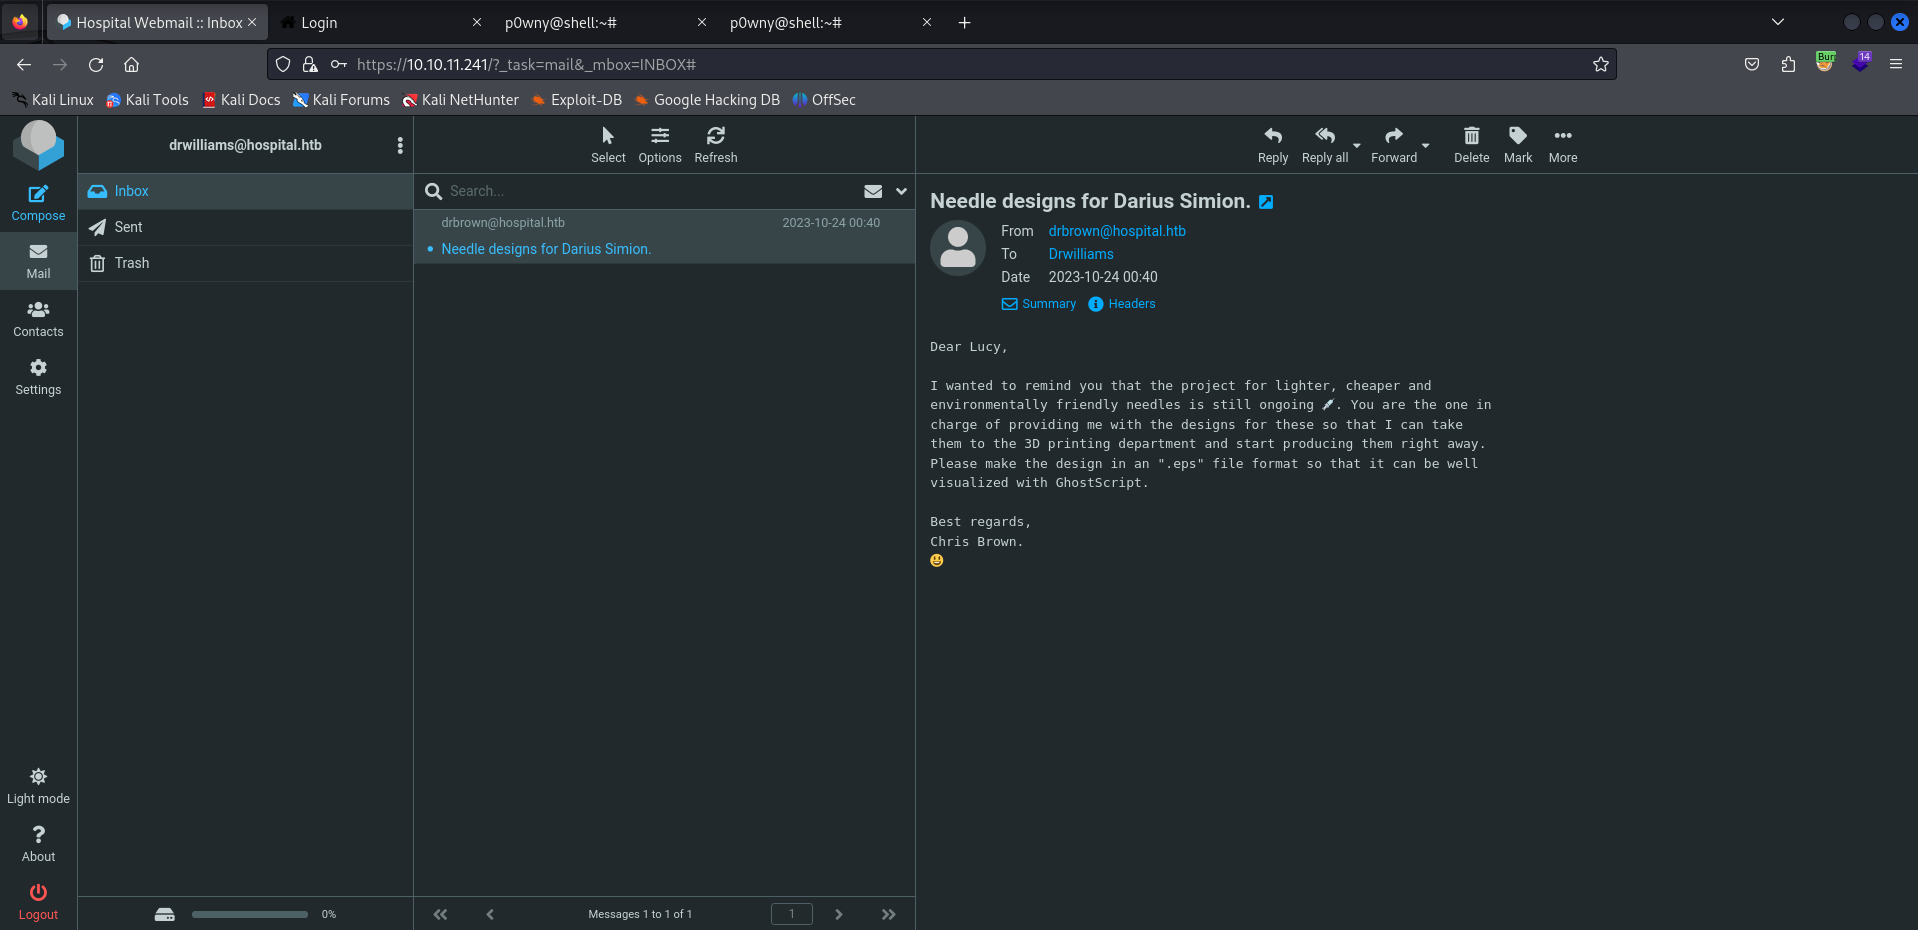 Hospital Webmail :: Inbox
Login
p0wny@shell:~#
p0wny@shell:~#
https://10.10.11.241/?_task=mail&_mbox=INBOX#
Bur
14
Kali Linux
Kali Tools
Kali Docs
Kali Forums
Kali NetHunter
Exploit-DB
Google Hacking DB
OffSec
Compose
Mail
Contacts
Settings
Light mode
About
Logout
drwilliams@hospital.htb
Inbox
Sent
Trash
0%
Select
Options
Refresh
Search...
drbrown@hospital.htb 2023-10-24 00:40
Needle designs for Darius Simion.
Messages 1 to 1 of 1
1
Reply
Reply all
Forward
Delete
Mark
More
Needle designs for Darius Simion.
From drbrown@hospital.htb
To Drwilliams
Date 2023-10-24 00:40
Summary Headers
Dear Lucy,
I wanted to remind you that the project for lighter, cheaper and
environmentally friendly needles is still ongoing 💉. You are the one in
charge of providing me with the designs for these so that I can take
them to the 3D printing department and start producing them right away.
Please make the design in an ".eps" file format so that it can be well
visualized with GhostScript.
Best regards,
Chris Brown.
😃